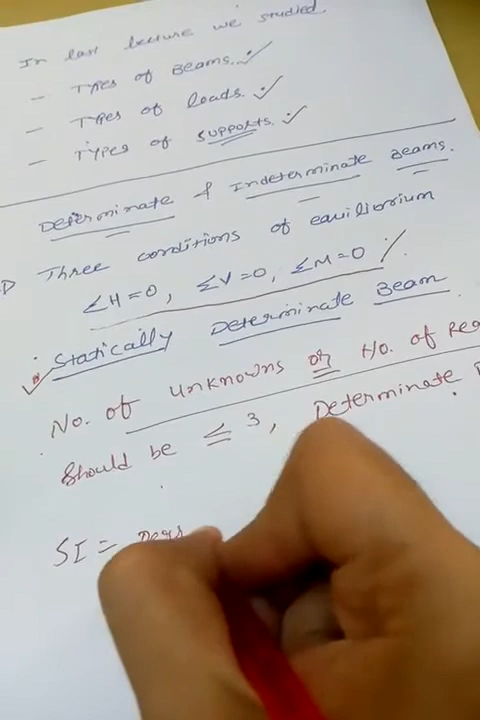 In last lecture we studied
- Types of Beams. ✓
- Types of loads. ✓
- Types of supports. ✓
Determinate & Indeterminate Beams.
Three conditions of equilibrium
∠H=0, ΣV=0, ΣM=0
Statically Determinate Beam
No. of unknowns or No. of Rea
Should be ≤ 3, Determinate
SI =